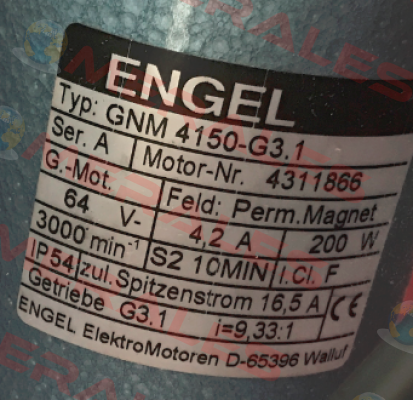 ENGEL
Typ: GNM 4150-G3.1
Ser. A Motor-Nr. 4311866
G.-Mot. Feld: Perm.Magnet
64 V- 4,2 A 200 W
3000 min⁻¹ S2 10MIN I.Cl. F
IP54 zul.Spitzenstrom 16,5 A CE
Getriebe G3.1 i=9,33:1
ENGEL ElektroMotoren D-65396 Walluf